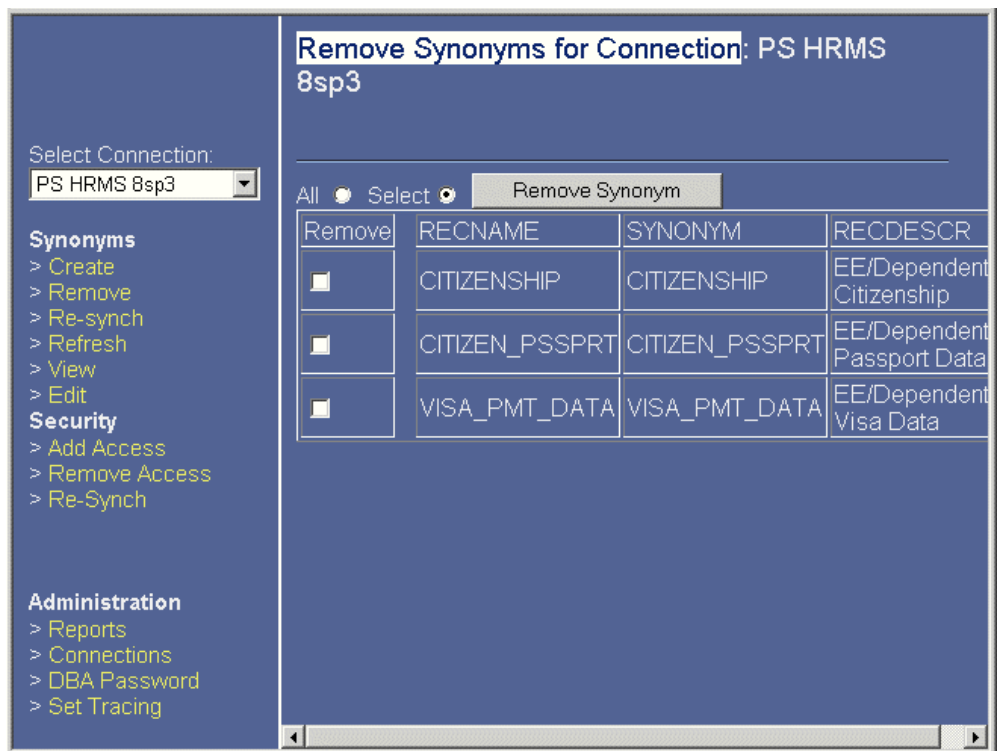 Select Connection:
PS HRMS 8sp3
Synonyms
> Create
> Remove
> Re-synch
> Refresh
> View
> Edit
Security
> Add Access
> Remove Access
> Re-Synch
Administration
> Reports
> Connections
> DBA Password
> Set Tracing
Remove Synonyms for Connection: PS HRMS
8sp3
All Select Remove Synonym
Remove RECNAME SYNONYM RECDESCR
CITIZENSHIP CITIZENSHIP EE/Dependent
Citizenship
CITIZEN_PSSPRT CITIZEN_PSSPRT EE/Dependent
Passport Data
VISA_PMT_DATA VISA_PMT_DATA EE/Dependent
Visa Data